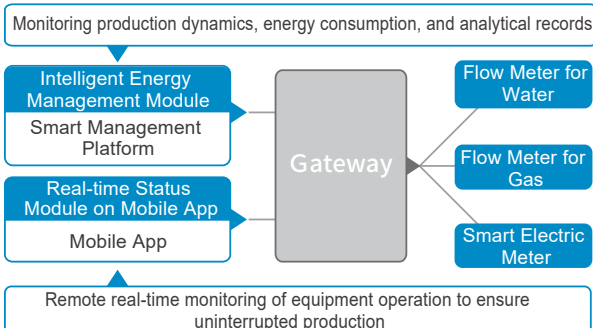 Monitoring production dynamics, energy consumption, and analytical records
Intelligent Energy
Management Module
Smart Management
Platform
Real-time Status
Module on Mobile App
Mobile App
Gateway
Flow Meter for
Water
Flow Meter for
Gas
Smart Electric
Meter
Remote real-time monitoring of equipment operation to ensure
uninterrupted production